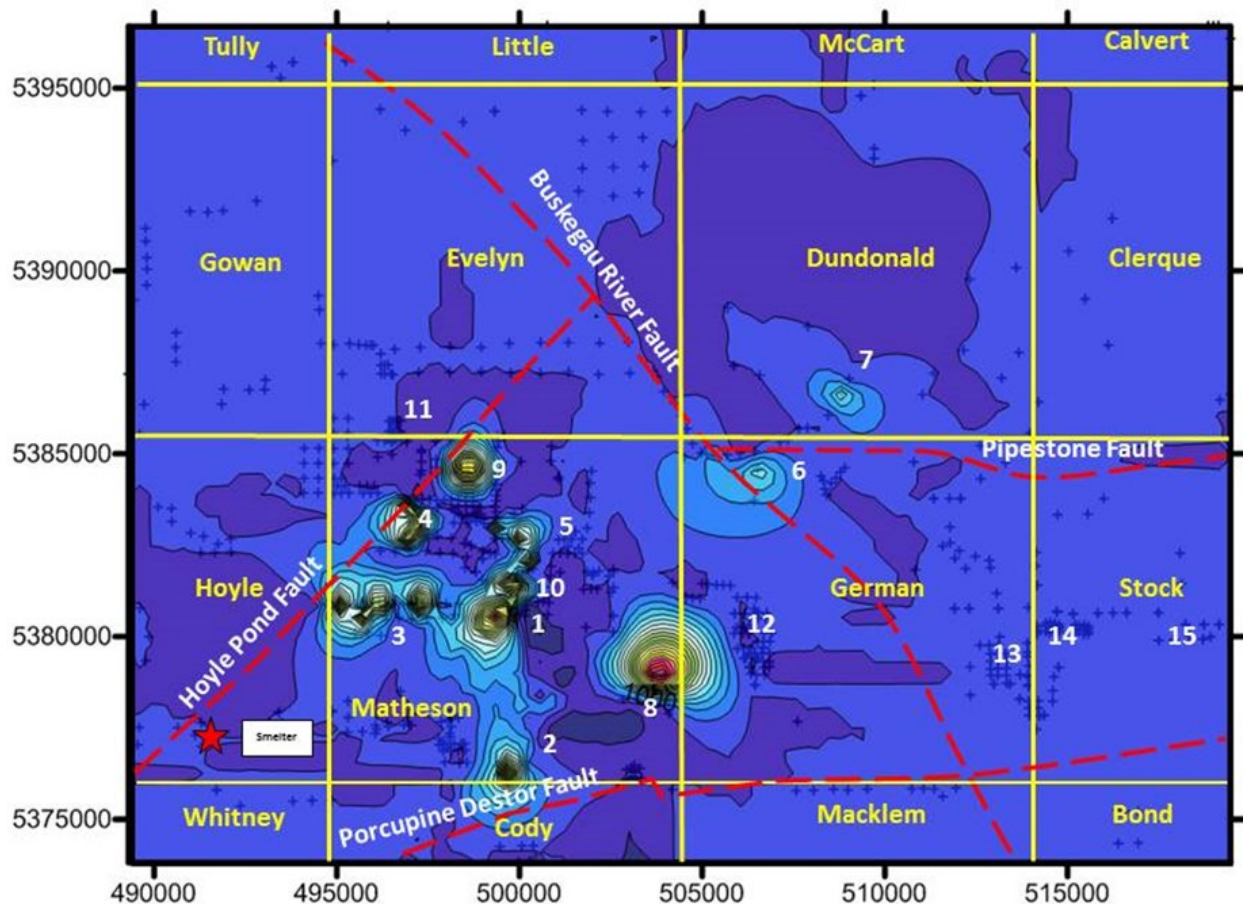 Tully
Little
McCart
Calvert
5395000
Buskegau River Fault
5390000
Gowan
Evelyn
Dundonald
Clerque
7
11
5385000
Pipestone Fault
9
6
4
5
Hoyle Pond Fault
Hoyle
10
German
Stock
5380000
3
1
12
13
14
15
Matheson
1000
8
Smelter
2
5375000
Whitney
Porcupine Destor Fault
Cody
Macklem
Bond
490000
495000
500000
505000
510000
515000